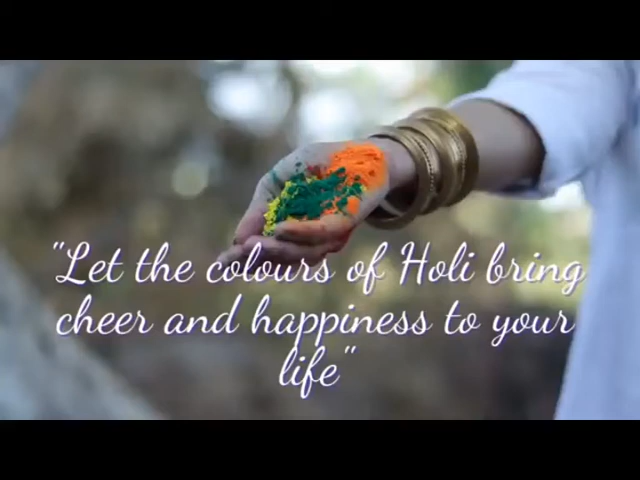 "Let the colours of Holi bring
cheer and happiness to your
life"